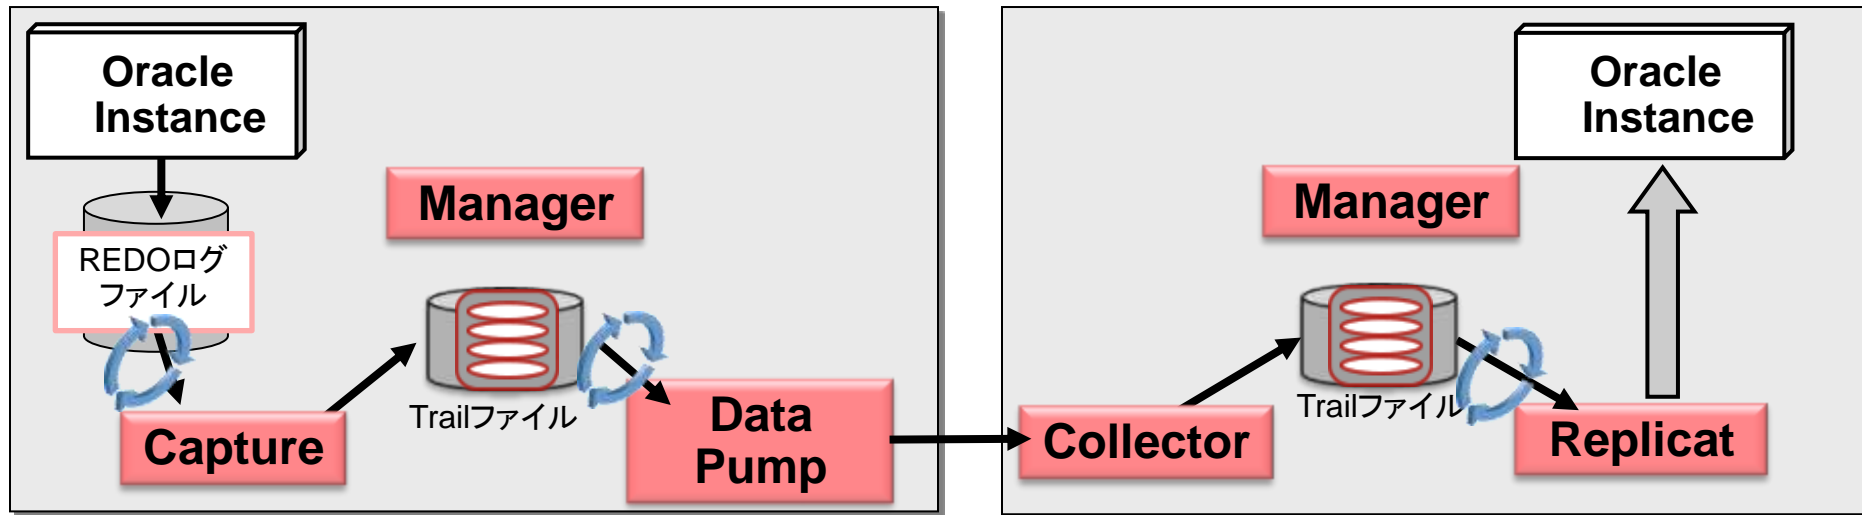 Oracle
Instance
REDOログ
ファイル
Manager
Trailファイル
Capture
Data
Pump
Oracle
Instance
Manager
Trailファイル
Collector
Replicat